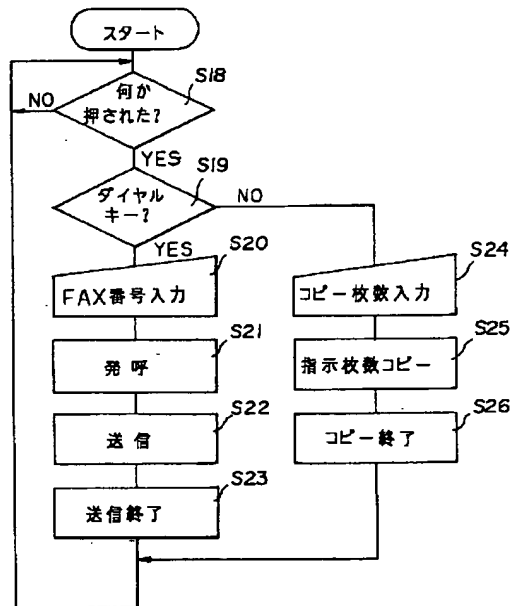 スタート
S18
何か
押された?
NO
YES
S19
ダイヤル
キー?
NO
YES
S20
FAX番号入力
S24
コピー枚数入力
S21
発呼
S25
指示枚数コピー
S22
送信
S26
コピー終了
S23
送信終了